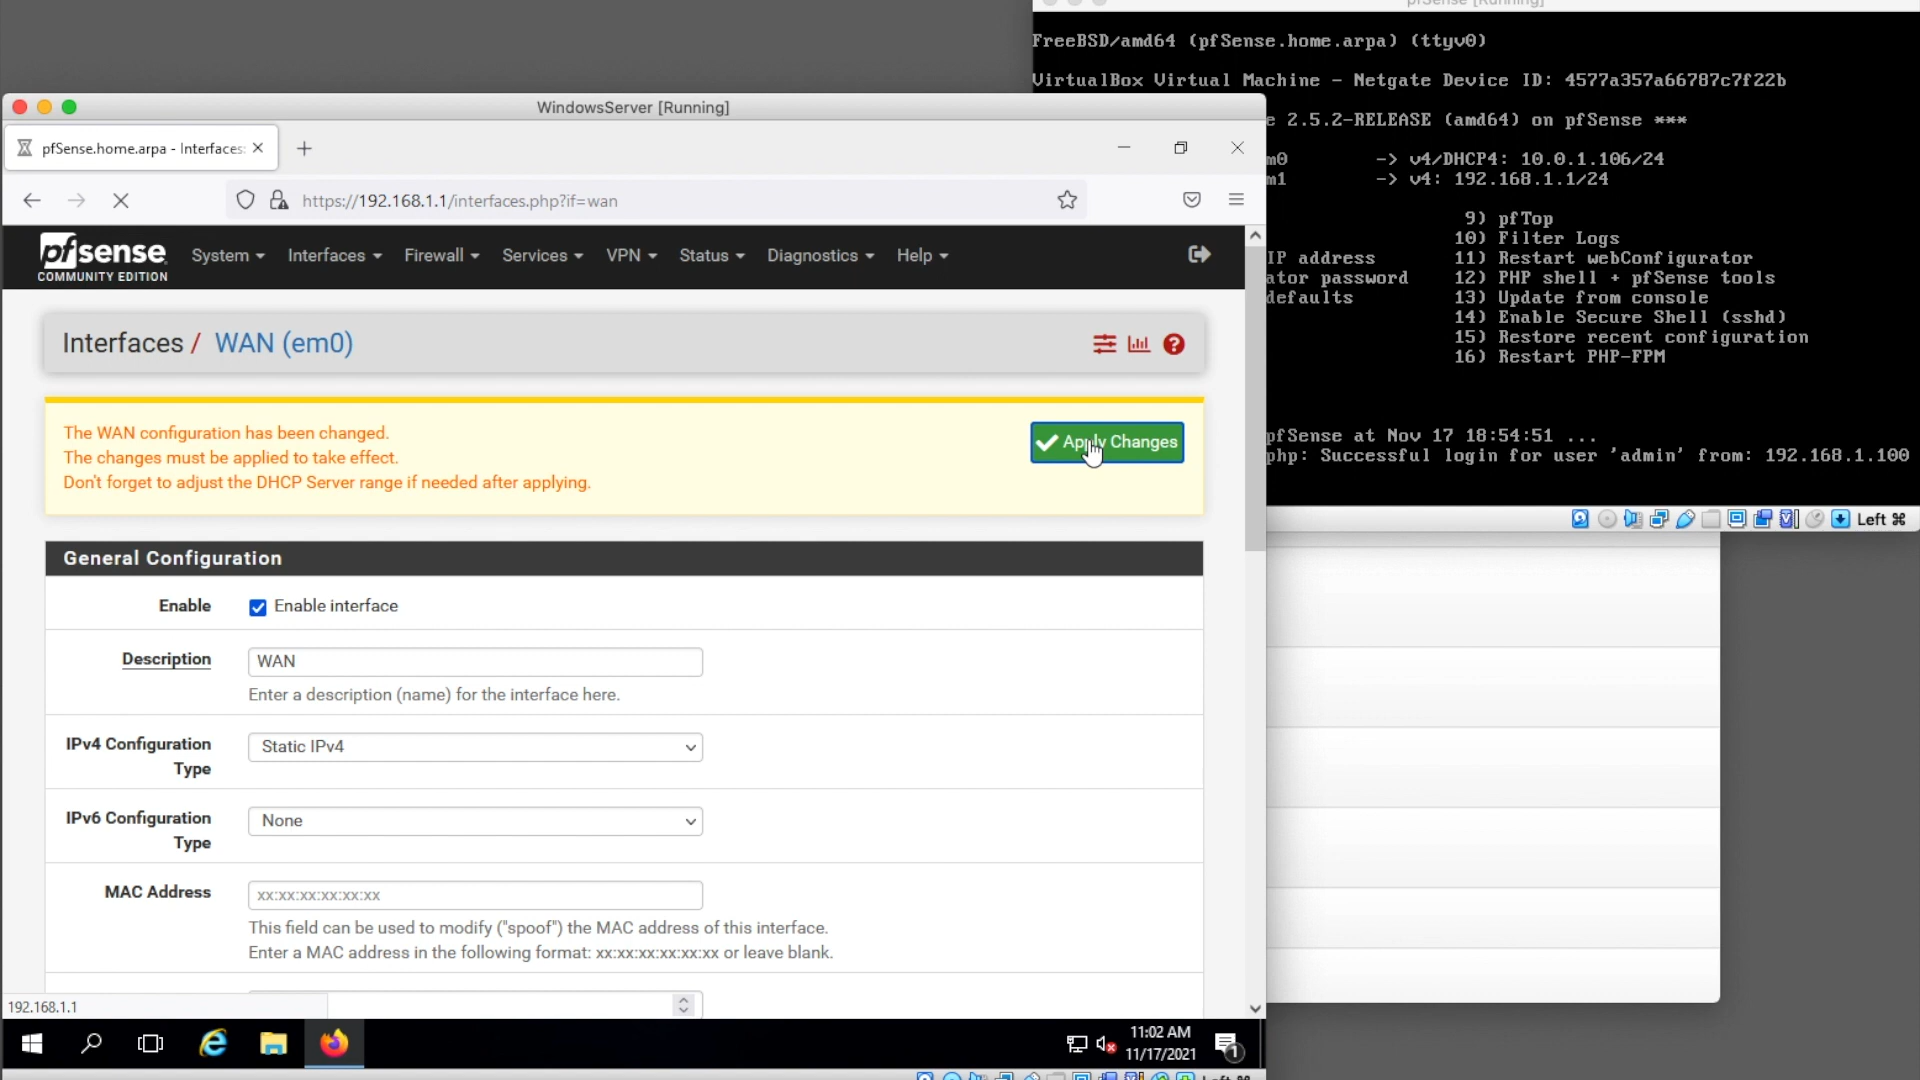 pfSense [Running]
FreeBSD/amd64 (pfSense.home.arpa) (ttyv0)
VirtualBox Virtual Machine - Netgate Device ID: 4577a357a66787c7f22b
e 2.5.2-RELEASE (amd64) on pfSense ***
m0 -> v4/DHCP4: 10.0.1.106/24
m1 -> v4: 192.168.1.1/24
9) pfTop
10) Filter Logs
IP address 11) Restart webConfigurator
ator password 12) PHP shell + pfSense tools
defaults 13) Update from console
14) Enable Secure Shell (sshd)
15) Restore recent configuration
16) Restart PHP-FPM
pfSense at Nov 17 18:54:51 ...
php: Successful login for user 'admin' from: 192.168.1.100
Left ⌘
WindowsServer [Running]
pfSense.home.arpa - Interfaces:
https://192.168.1.1/interfaces.php?if=wan
pfsense
COMMUNITY EDITION
System Interfaces Firewall Services VPN Status Diagnostics Help
Interfaces / WAN (em0)
The WAN configuration has been changed.
The changes must be applied to take effect.
Don't forget to adjust the DHCP Server range if needed after applying.
Apply Changes
General Configuration
Enable Enable interface
Description WAN
Enter a description (name) for the interface here.
IPv4 Configuration Type Static IPv4
IPv6 Configuration Type None
MAC Address xx:xx:xx:xx:xx:xx
This field can be used to modify ("spoof") the MAC address of this interface.
Enter a MAC address in the following format: xx:xx:xx:xx:xx:xx or leave blank.
192.168.1.1
11:02 AM
11/17/2021
1